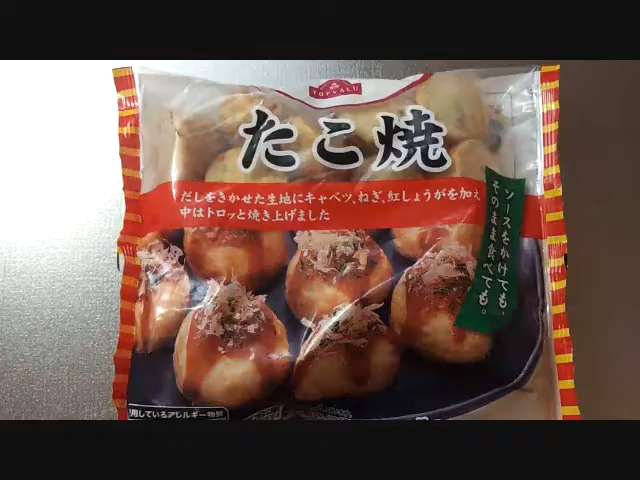 TOPVALU
たこ焼
だしをきかせた生地にキャベツ、ねぎ、紅しょうがを加え
中はトロッと焼き上げました
ソースをかけても、
そのまま食べても。
用しているアレルギー物質